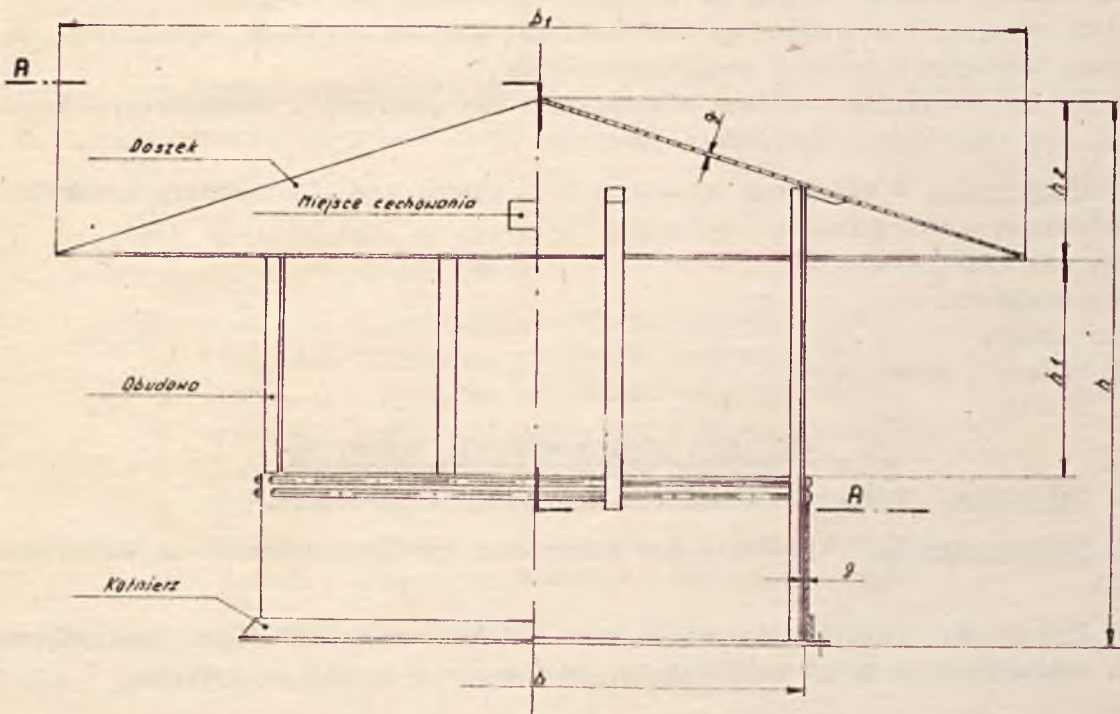 b1
A
Daszek
g
h2
Miejsce cechowania
h1
h
Obudowa
A
g
Kołnierz
b